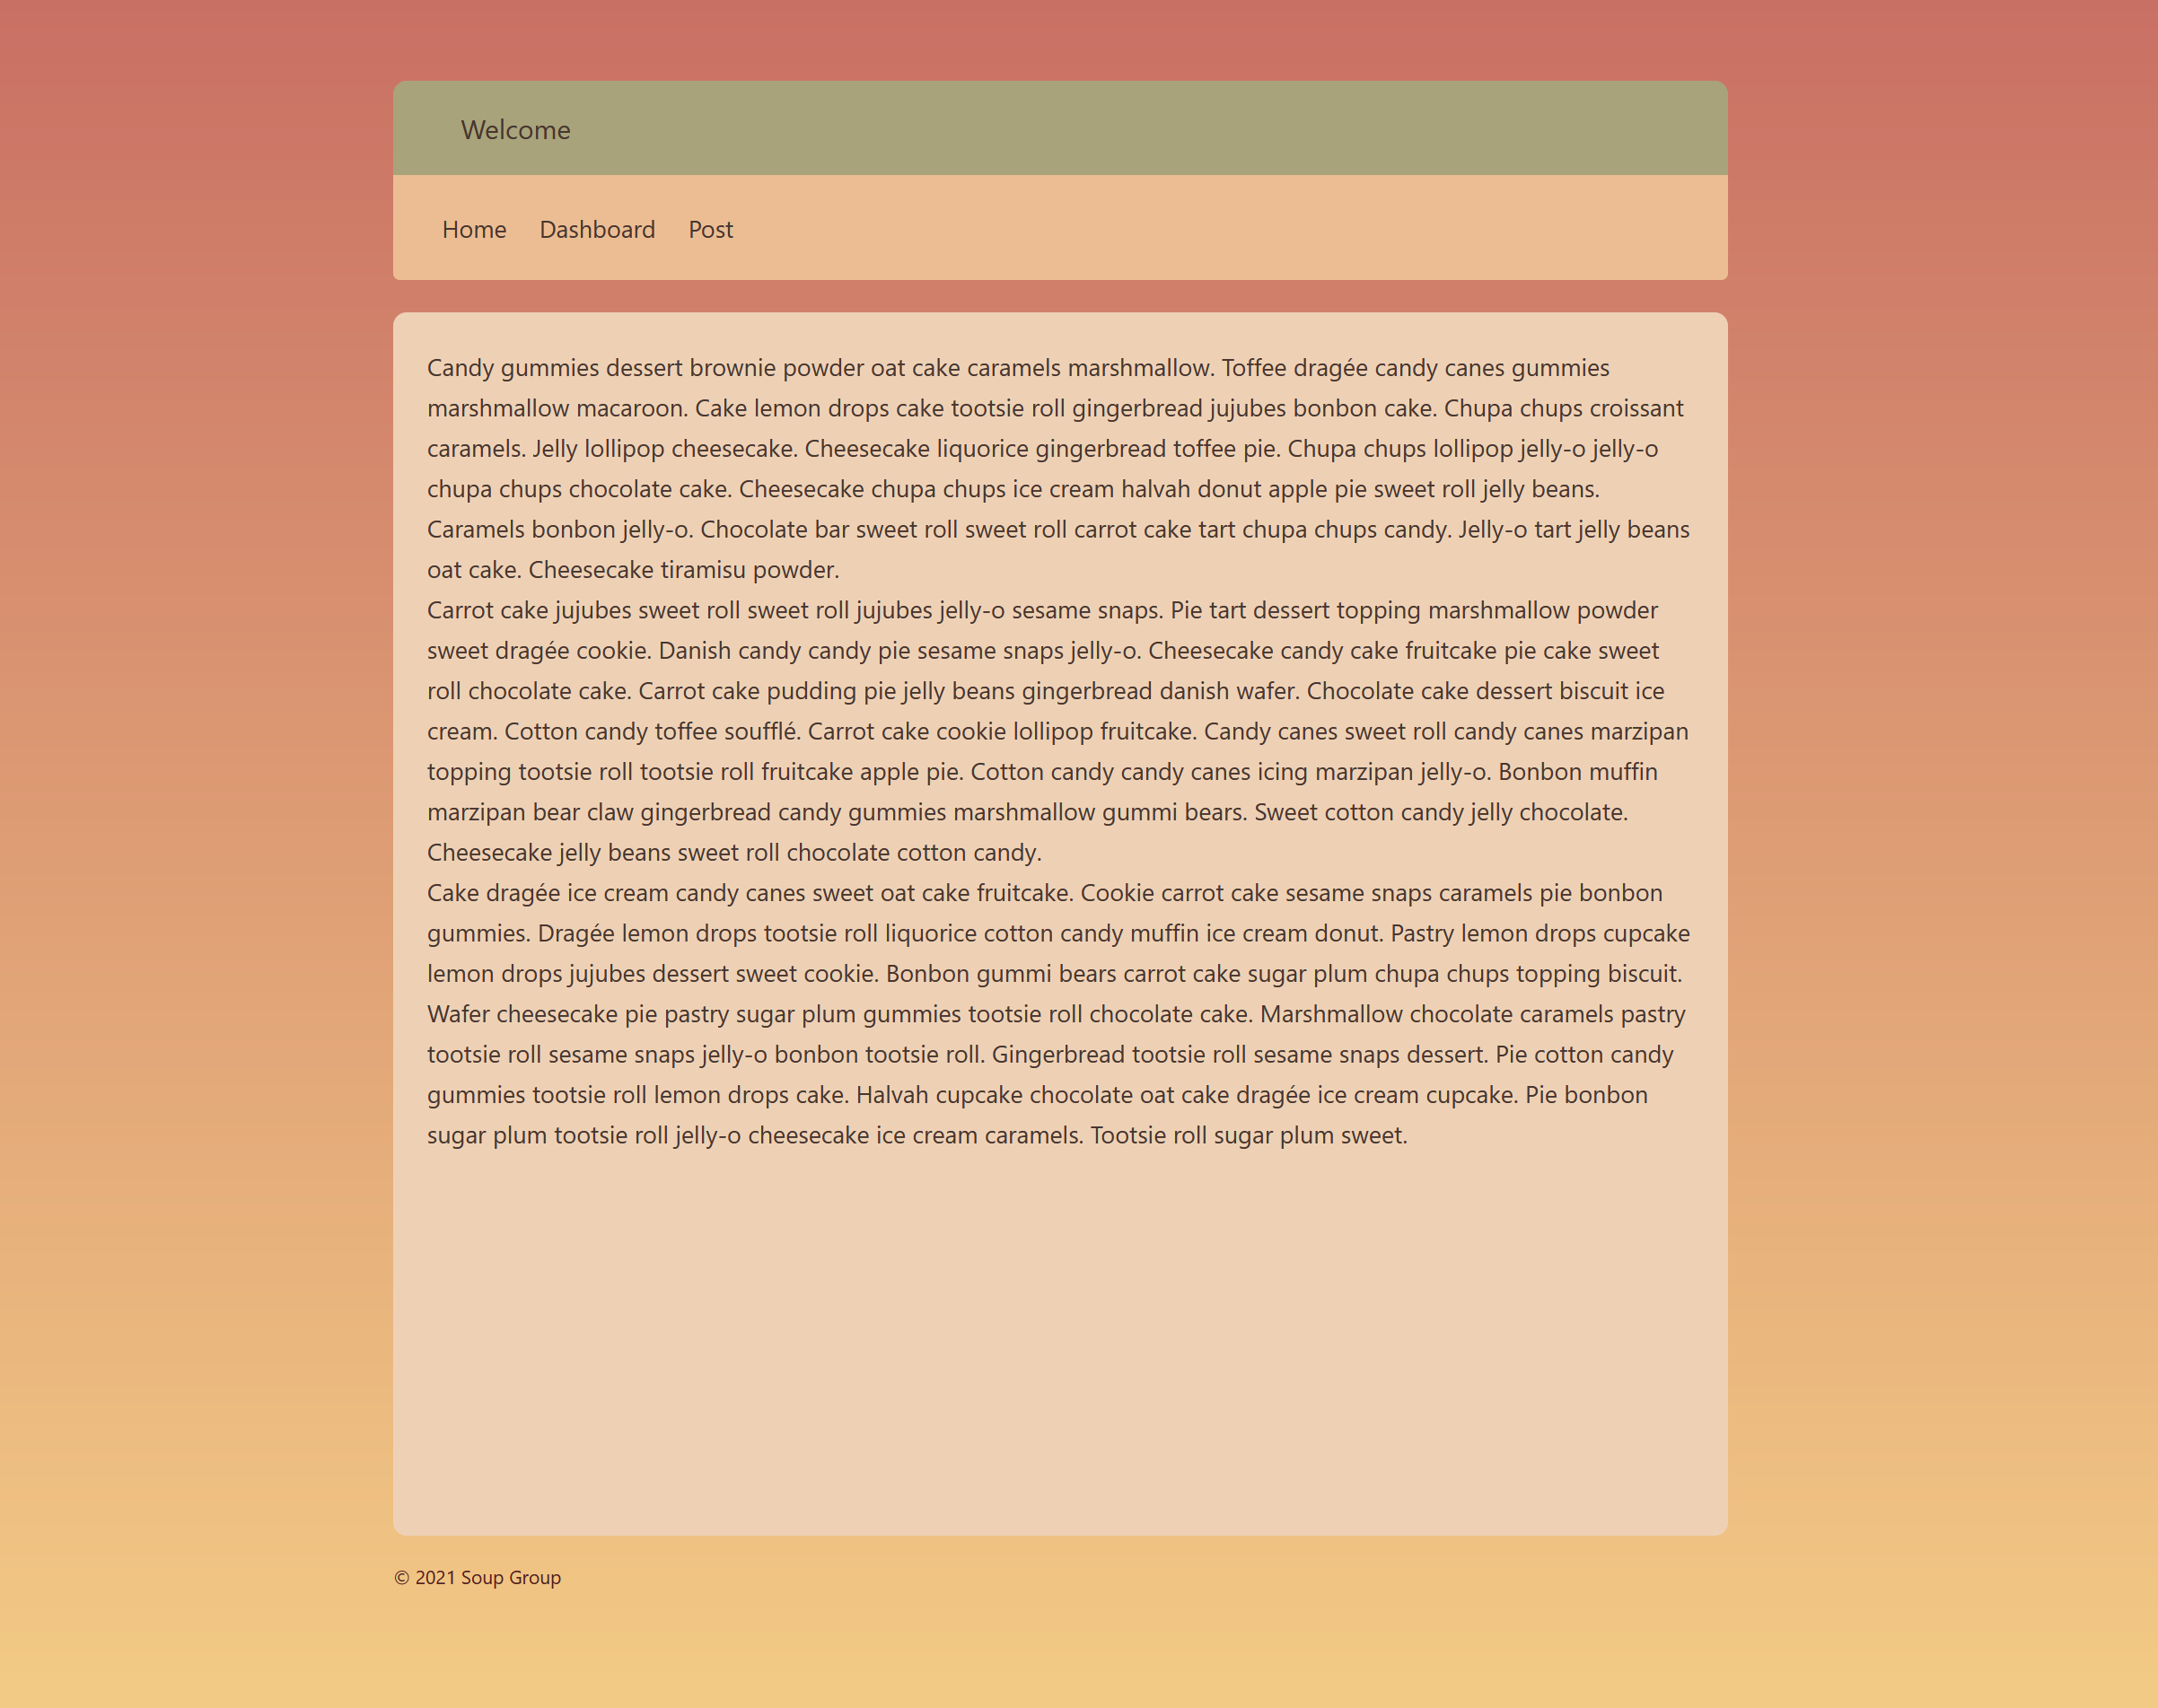 Welcome
Home Dashboard Post
Candy gummies dessert brownie powder oat cake caramels marshmallow. Toffee dragée candy canes gummies
marshmallow macaroon. Cake lemon drops cake tootsie roll gingerbread jujubes bonbon cake. Chupa chups croissant
caramels. Jelly lollipop cheesecake. Cheesecake liquorice gingerbread toffee pie. Chupa chups lollipop jelly-o jelly-o
chupa chups chocolate cake. Cheesecake chupa chups ice cream halvah donut apple pie sweet roll jelly beans.
Caramels bonbon jelly-o. Chocolate bar sweet roll sweet roll carrot cake tart chupa chups candy. Jelly-o tart jelly beans
oat cake. Cheesecake tiramisu powder.
Carrot cake jujubes sweet roll sweet roll jujubes jelly-o sesame snaps. Pie tart dessert topping marshmallow powder
sweet dragée cookie. Danish candy candy pie sesame snaps jelly-o. Cheesecake candy cake fruitcake pie cake sweet
roll chocolate cake. Carrot cake pudding pie jelly beans gingerbread danish wafer. Chocolate cake dessert biscuit ice
cream. Cotton candy toffee soufflé. Carrot cake cookie lollipop fruitcake. Candy canes sweet roll candy canes marzipan
topping tootsie roll tootsie roll fruitcake apple pie. Cotton candy candy canes icing marzipan jelly-o. Bonbon muffin
marzipan bear claw gingerbread candy gummies marshmallow gummi bears. Sweet cotton candy jelly chocolate.
Cheesecake jelly beans sweet roll chocolate cotton candy.
Cake dragée ice cream candy canes sweet oat cake fruitcake. Cookie carrot cake sesame snaps caramels pie bonbon
gummies. Dragée lemon drops tootsie roll liquorice cotton candy muffin ice cream donut. Pastry lemon drops cupcake
lemon drops jujubes dessert sweet cookie. Bonbon gummi bears carrot cake sugar plum chupa chups topping biscuit.
Wafer cheesecake pie pastry sugar plum gummies tootsie roll chocolate cake. Marshmallow chocolate caramels pastry
tootsie roll sesame snaps jelly-o bonbon tootsie roll. Gingerbread tootsie roll sesame snaps dessert. Pie cotton candy
gummies tootsie roll lemon drops cake. Halvah cupcake chocolate oat cake dragée ice cream cupcake. Pie bonbon
sugar plum tootsie roll jelly-o cheesecake ice cream caramels. Tootsie roll sugar plum sweet.
© 2021 Soup Group